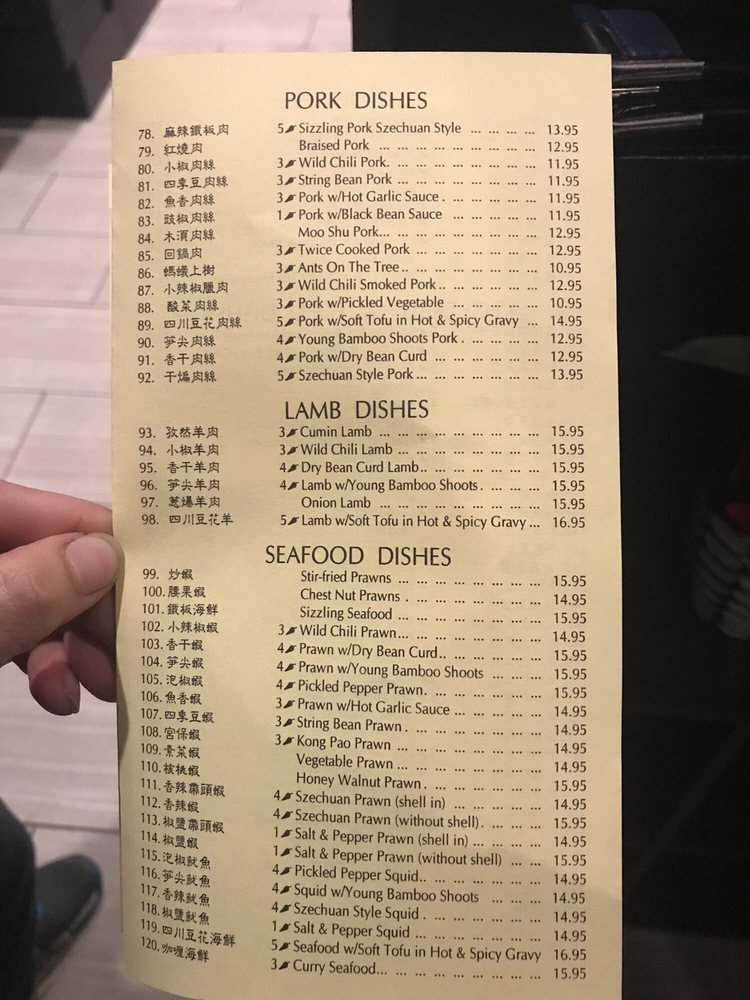 PORK DISHES
78. 麻辣鐵板肉 5 Sizzling Pork Szechuan Style ... ... ... ... 13.95
79. 紅燒肉 Braised Pork ... ... ... ... ... ... ... ... 12.95
80. 小椒肉絲 3 Wild Chili Pork. ... ... ... ... ... ... ... 11.95
81. 四季豆肉絲 3 String Bean Pork ... ... ... ... ... ... ... 11.95
82. 魚香肉絲 3 Pork w/Hot Garlic Sauce . ... ... ... ... ... 11.95
83. 豉椒肉絲 1 Pork w/Black Bean Sauce ... ... ... ... ... 11.95
84. 木湏肉絲 Moo Shu Pork... ... ... ... ... ... ... ... 12.95
85. 回鍋肉 3 Twice Cooked Pork ... ... ... ... ... ... 12.95
86. 螞蟻上樹 3 Ants On The Tree .. ... ... ... ... ... ... 10.95
87. 小辣椒臘肉 3 Wild Chili Smoked Pork .. ... ... ... ... ... 12.95
88. 酸菜肉絲 3 Pork w/Pickled Vegetable ... ... ... ... ... 10.95
89. 四川豆花肉絲 5 Pork w/Soft Tofu in Hot & Spicy Gravy ... 14.95
90. 笋尖肉絲 4 Young Bamboo Shoots Pork . ... ... ... ... 12.95
91. 香干肉絲 4 Pork w/Dry Bean Curd ... ... ... ... ... ... 12.95
92. 干煸肉絲 5 Szechuan Style Pork ... ... ... ... ... ... ... 13.95
LAMB DISHES
93. 孜然羊肉 3 Cumin Lamb ... ... ... ... ... ... ... ... ... 15.95
94. 小椒羊肉 3 Wild Chili Lamb ... ... ... ... ... ... ... ... 15.95
95. 香干羊肉 4 Dry Bean Curd Lamb.. ... ... ... ... ... ... 15.95
96. 笋尖羊肉 4 Lamb w/Young Bamboo Shoots. ... ... ... 15.95
97. 蔥爆羊肉 Onion Lamb ... ... ... ... ... ... ... ... ... 15.95
98. 四川豆花羊 5 Lamb w/Soft Tofu in Hot & Spicy Gravy ... 16.95
SEAFOOD DISHES
99. 炒蝦 Stir-fried Prawns ... ... ... ... ... ... ... 15.95
100. 腰果蝦 Chest Nut Prawns . ... ... ... ... ... ... 14.95
101. 鐵板海鮮 Sizzling Seafood ... ... ... ... ... ... ... 15.95
102. 小辣椒蝦 3 Wild Chili Prawn... ... ... ... ... ... ... 14.95
103. 香干蝦 4 Prawn w/Dry Bean Curd.. ... ... ... ... ... 15.95
104. 笋尖蝦 4 Prawn w/Young Bamboo Shoots ... ... ... 15.95
105. 泡椒蝦 4 Pickled Pepper Prawn. ... ... ... ... ... ... 15.95
106. 魚香蝦 3 Prawn w/Hot Garlic Sauce ... ... ... ... ... 14.95
107. 四季豆蝦 3 String Bean Prawn . ... ... ... ... ... ... ... 14.95
108. 宮保蝦 3 Kong Pao Prawn ... ... ... ... ... ... ... 14.95
109. 素菜蝦 Vegetable Prawn ... ... ... ... ... ... ... 14.95
110. 核桃蝦 Honey Walnut Prawn . ... ... ... ... ... ... 15.95
111. 香辣帶頭蝦 4 Szechuan Prawn (shell in) ... ... ... ... ... 14.95
112. 香辣蝦 4 Szechuan Prawn (without shell). ... ... ... 15.95
113. 椒鹽帶頭蝦 1 Salt & Pepper Prawn (shell in) ... ... ... ... 14.95
114. 椒鹽蝦 1 Salt & Pepper Prawn (without shell) ... ... 15.95
115. 泡椒魷魚 4 Pickled Pepper Squid.. ... ... ... ... ... ... 14.95
116. 笋尖魷魚 4 Squid w/Young Bamboo Shoots ... ... ... 14.95
117. 香辣魷魚 4 Szechuan Style Squid . ... ... ... ... ... ... 14.95
118. 椒鹽魷魚 1 Salt & Pepper Squid ... ... ... ... ... ... ... 14.95
119. 四川豆花海鮮 5 Seafood w/Soft Tofu in Hot & Spicy Gravy 16.95
120. 咖喱海鮮 3 Curry Seafood... ... ... ... ... ... ... ... 15.95